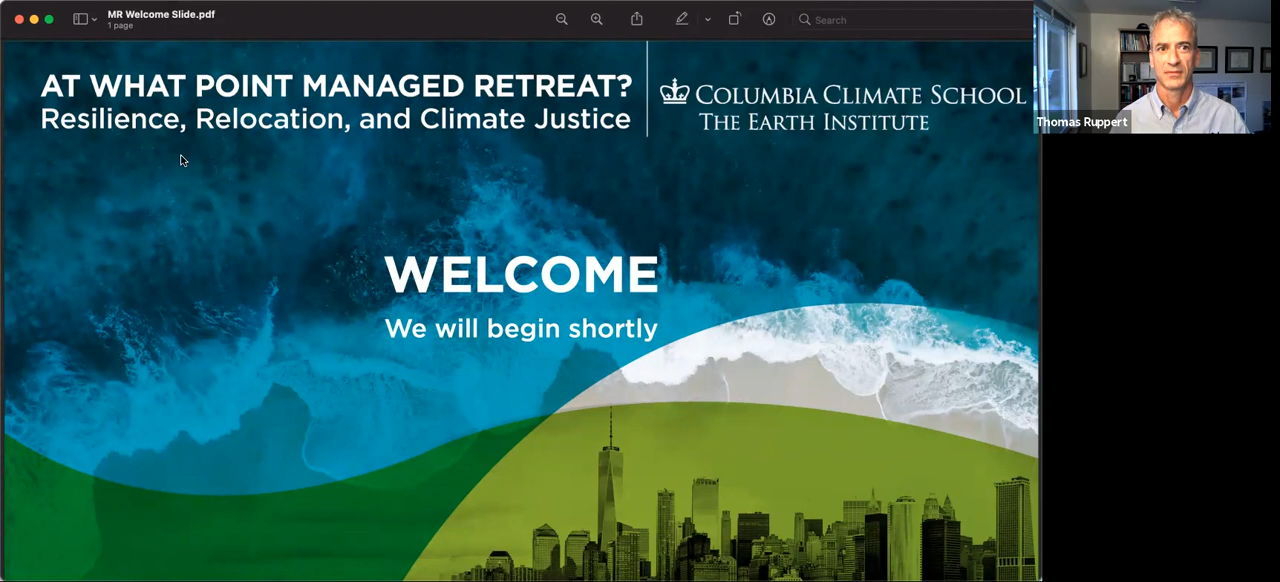 MR Welcome Slide.pdf
1 page
Search
AT WHAT POINT MANAGED RETREAT?
Resilience, Relocation, and Climate Justice
COLUMBIA CLIMATE SCHOOL
THE EARTH INSTITUTE
Thomas Ruppert
WELCOME
We will begin shortly